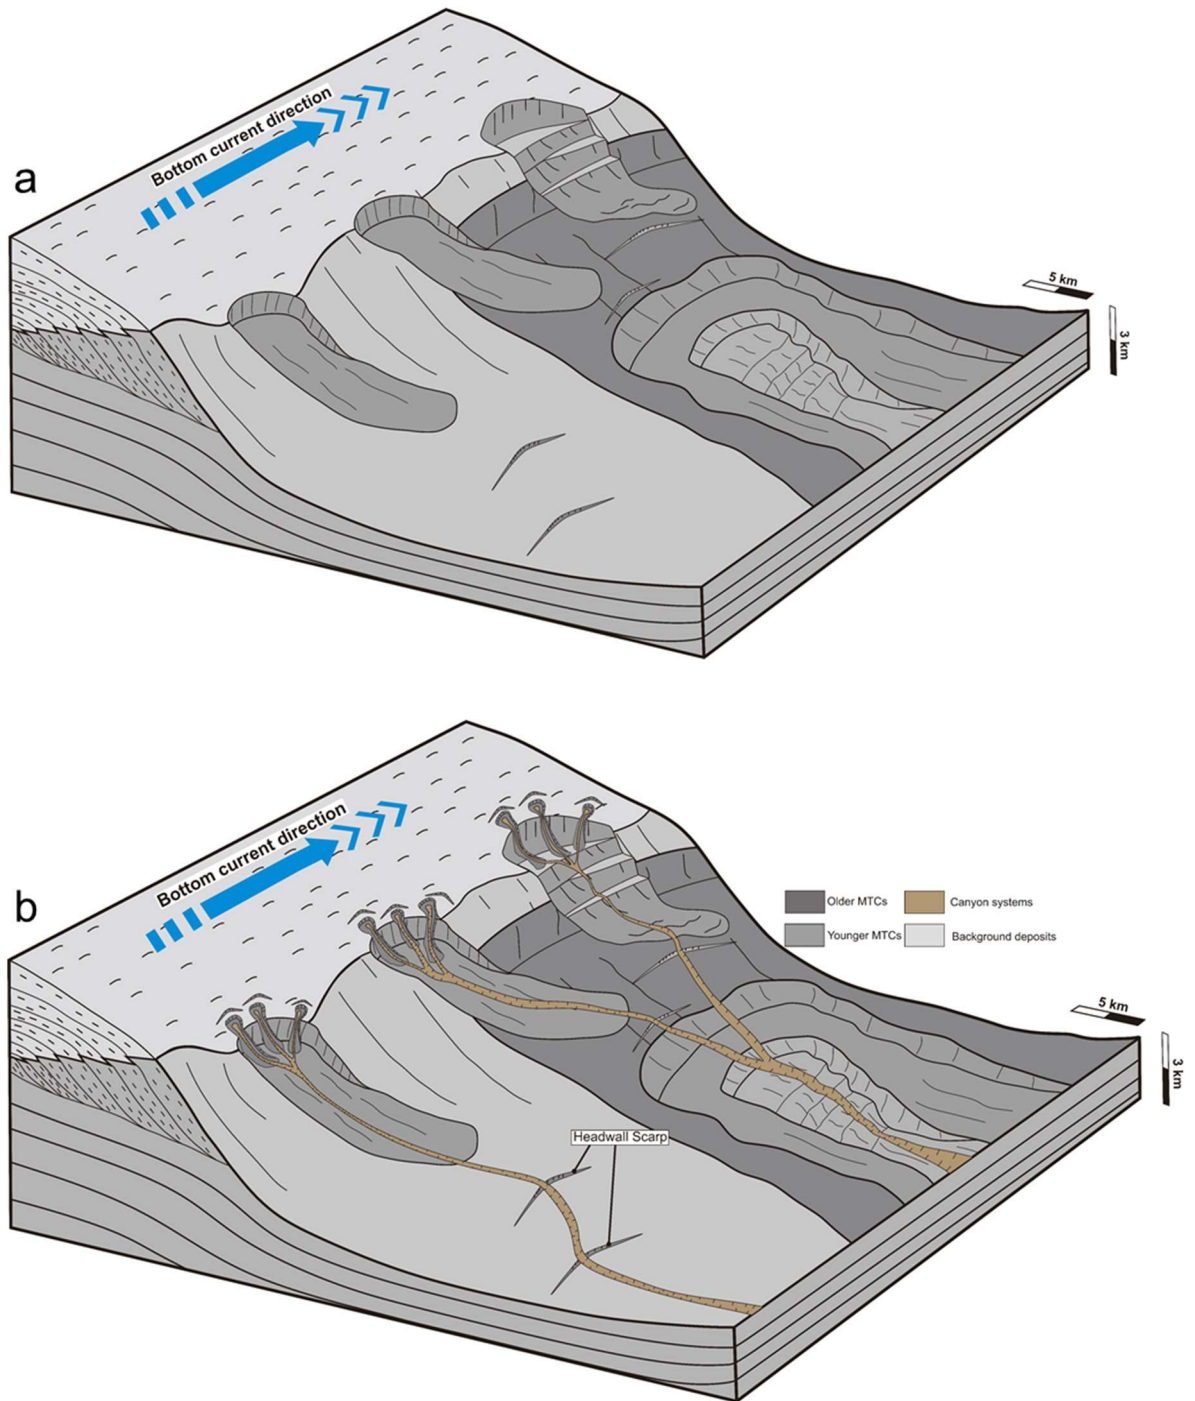 Bottom current direction
a
5 km
3 km
Bottom current direction
b
Older MTCs
Canyon systems
Younger MTCs
Background deposits
5 km
3 km
Headwall Scarp